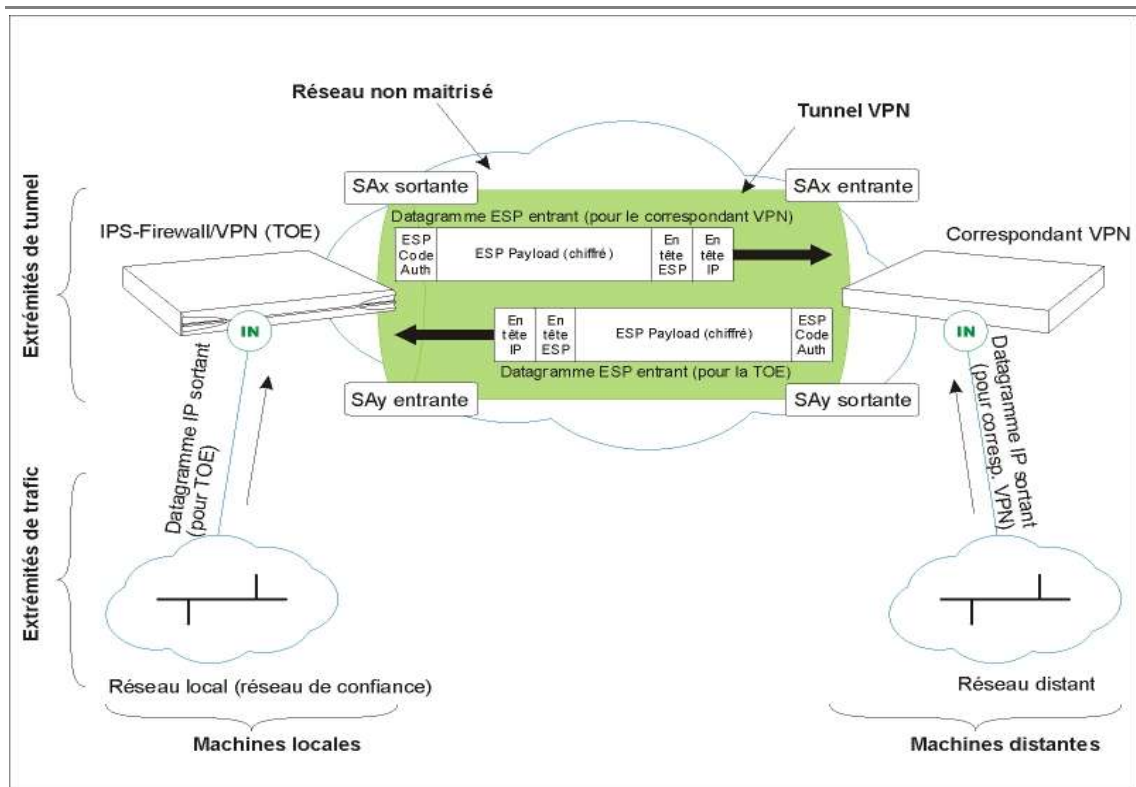 Réseau non maitrisé
Tunnel VPN
Extrémités de tunnel
SAx sortante
SAx entrante
IPS-Firewall/VPN (TOE)
Datagramme ESP entrant (pour le correspondant VPN)
Correspondant VPN
ESP
Code
Auth
ESP Payload (chiffré)
En
tête
ESP
En
tête
IP
IN
En
tête
IP
En
tête
ESP
ESP Payload (chiffré)
ESP
Code
Auth
IN
Datagramme ESP entrant (pour la TOE)
SAy entrante
SAy sortante
Datagramme IP sortant
(pour TOE)
Datagramme IP sortant
(pour corresp. VPN)
Extrémités de trafic
Réseau local (réseau de confiance)
Réseau distant
Machines locales
Machines distantes